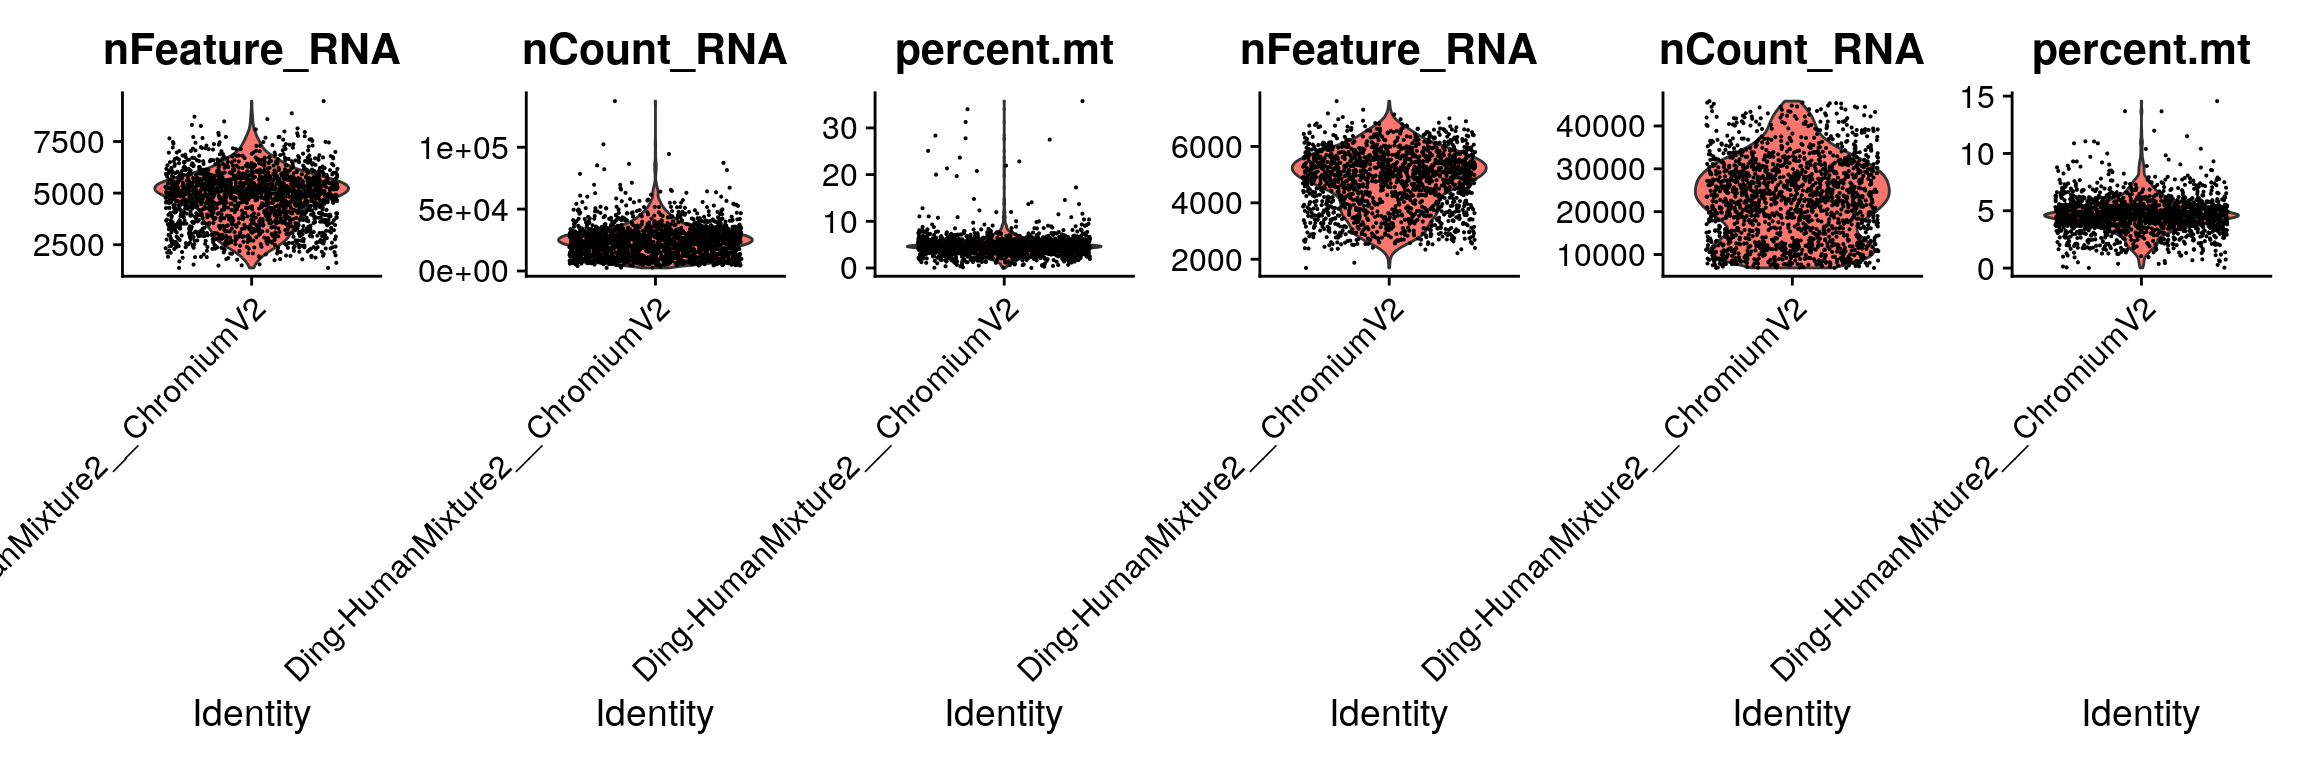 nFeature_RNA
7500
5000
2500
anMixture2__ChromiumV2
Identity
nCount_RNA
1e+05
5e+04
0e+00
Ding-HumanMixture2__ChromiumV2
Identity
percent.mt
30
20
10
0
Ding-HumanMixture2__ChromiumV2
Identity
nFeature_RNA
6000
4000
2000
Ding-HumanMixture2__ChromiumV2
Identity
nCount_RNA
40000
30000
20000
10000
Ding-HumanMixture2__ChromiumV2
Identity
percent.mt
15
10
5
0
Ding-HumanMixture2__ChromiumV2
Identity